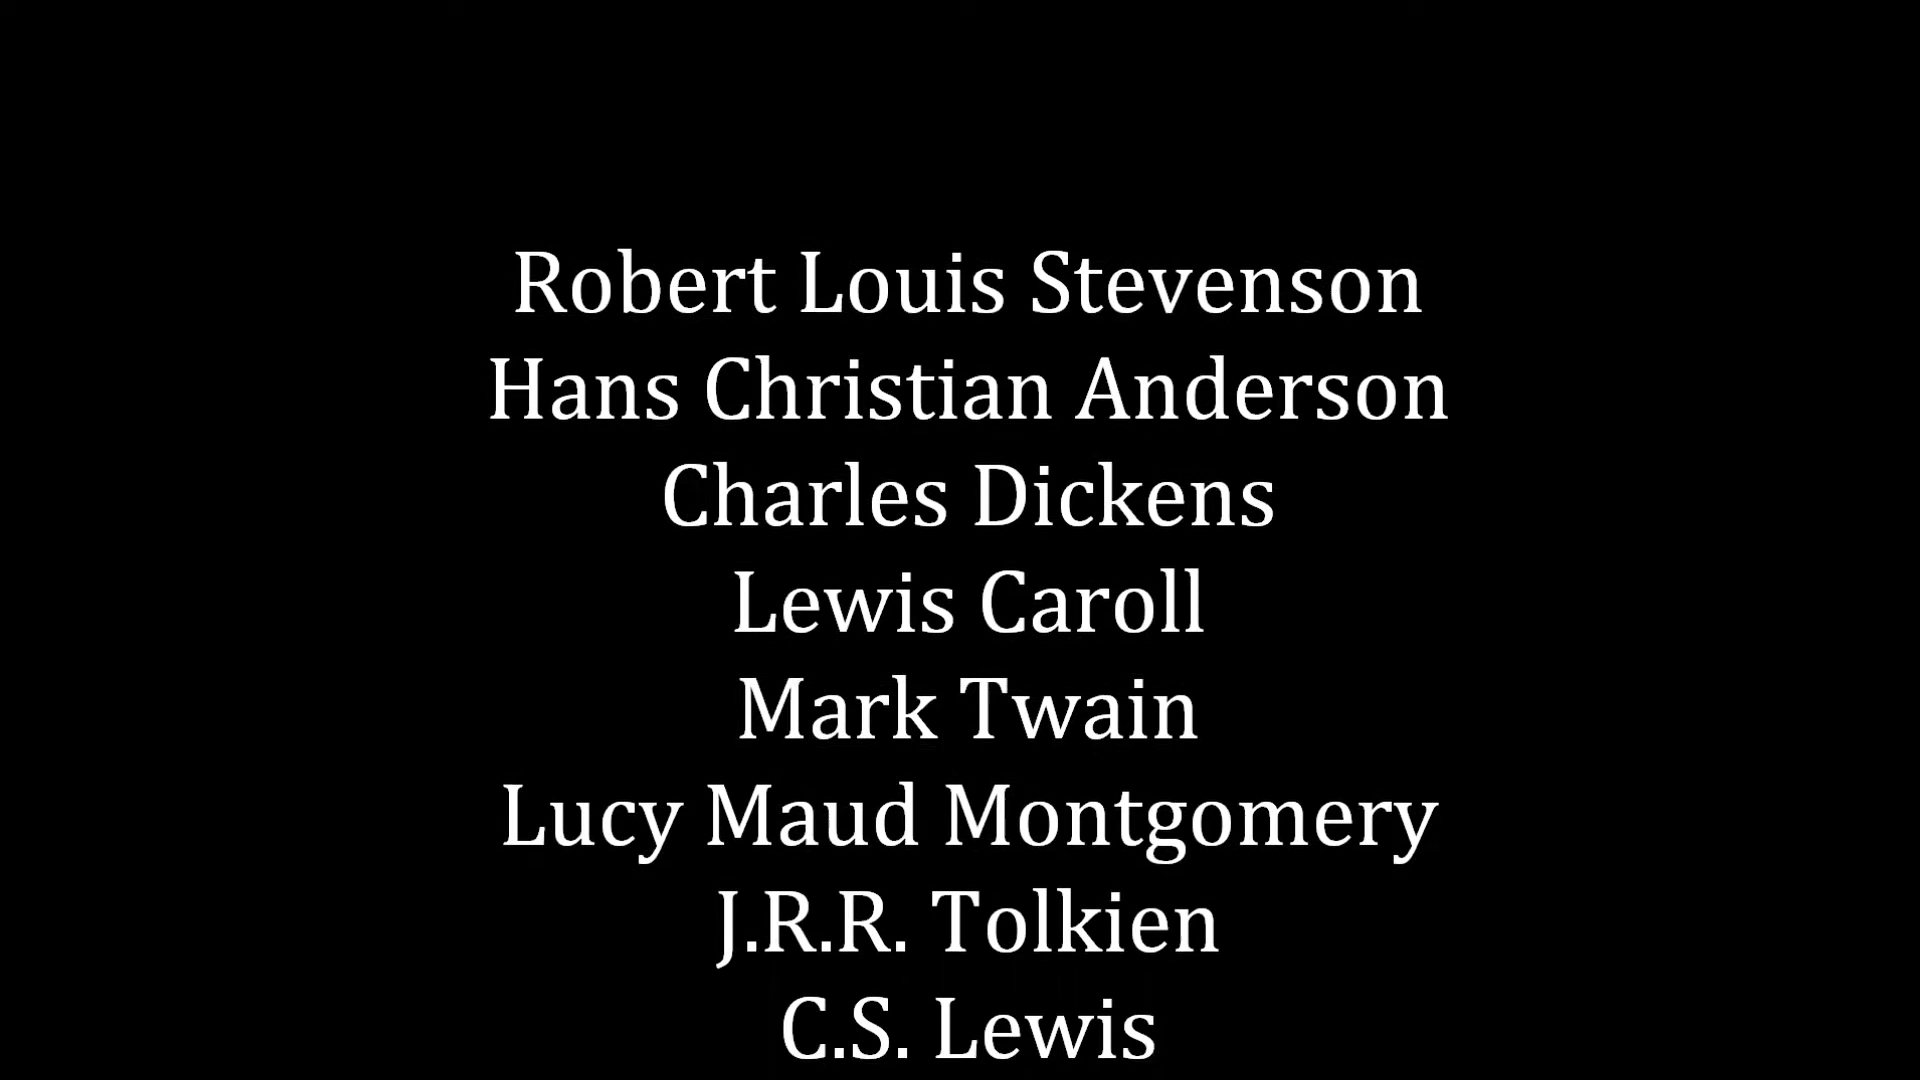 Robert Louis Stevenson
Hans Christian Anderson
Charles Dickens
Lewis Caroll
Mark Twain
Lucy Maud Montgomery
J.R.R. Tolkien
C.S. Lewis